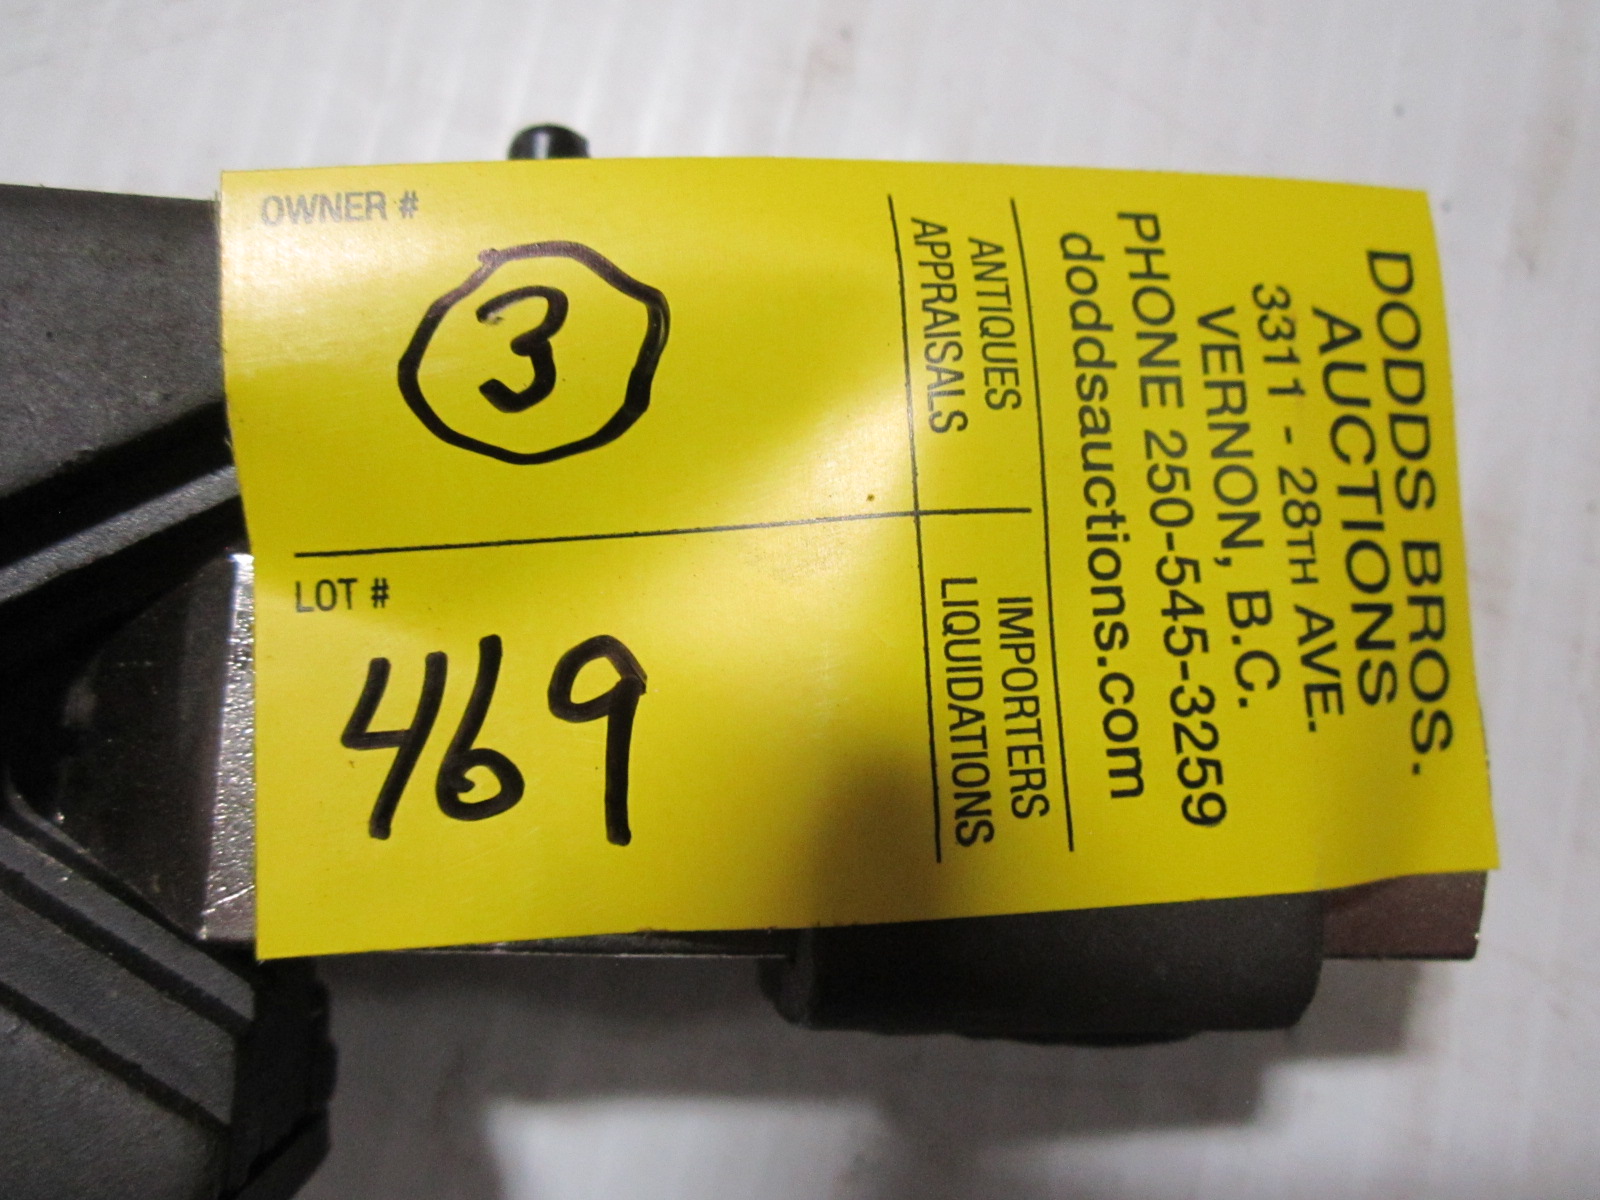 DODDS BROS.
AUCTIONS
3311 - 28TH AVE.
VERNON, B.C.
PHONE 250-545-3259
doddsauctions.com
ANTIQUES
APPRAISALS
IMPORTERS
LIQUIDATIONS
OWNER #
3
LOT #
469